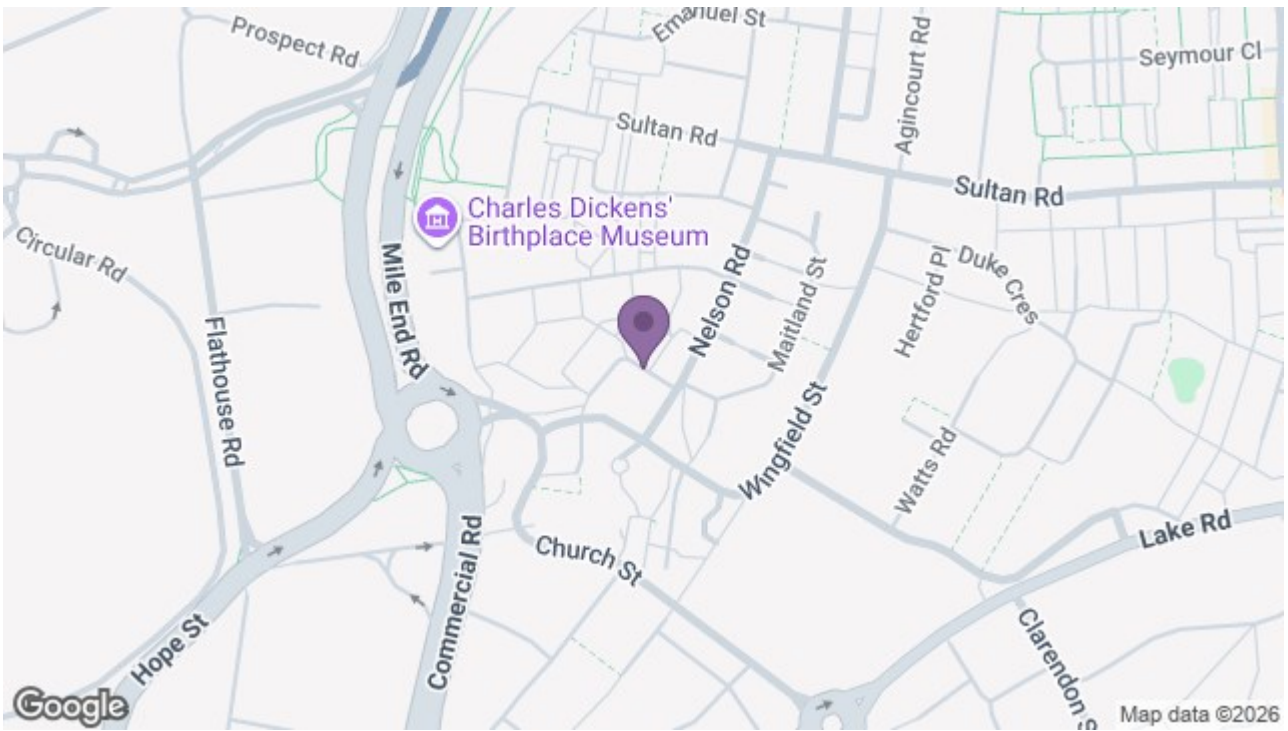 Prospect Rd
Emanuel St
Agincourt Rd
Seymour Cl
Sultan Rd
Sultan Rd
Charles Dickens'
Birthplace Museum
Circular Rd
Mile End Rd
Nelson Rd
Maitland St
Hertford Pl
Duke Cres
Flathouse Rd
Wingfield St
Watts Rd
Lake Rd
Church St
Commercial Rd
Hope St
Clarendon S
Google
Map data ©2026